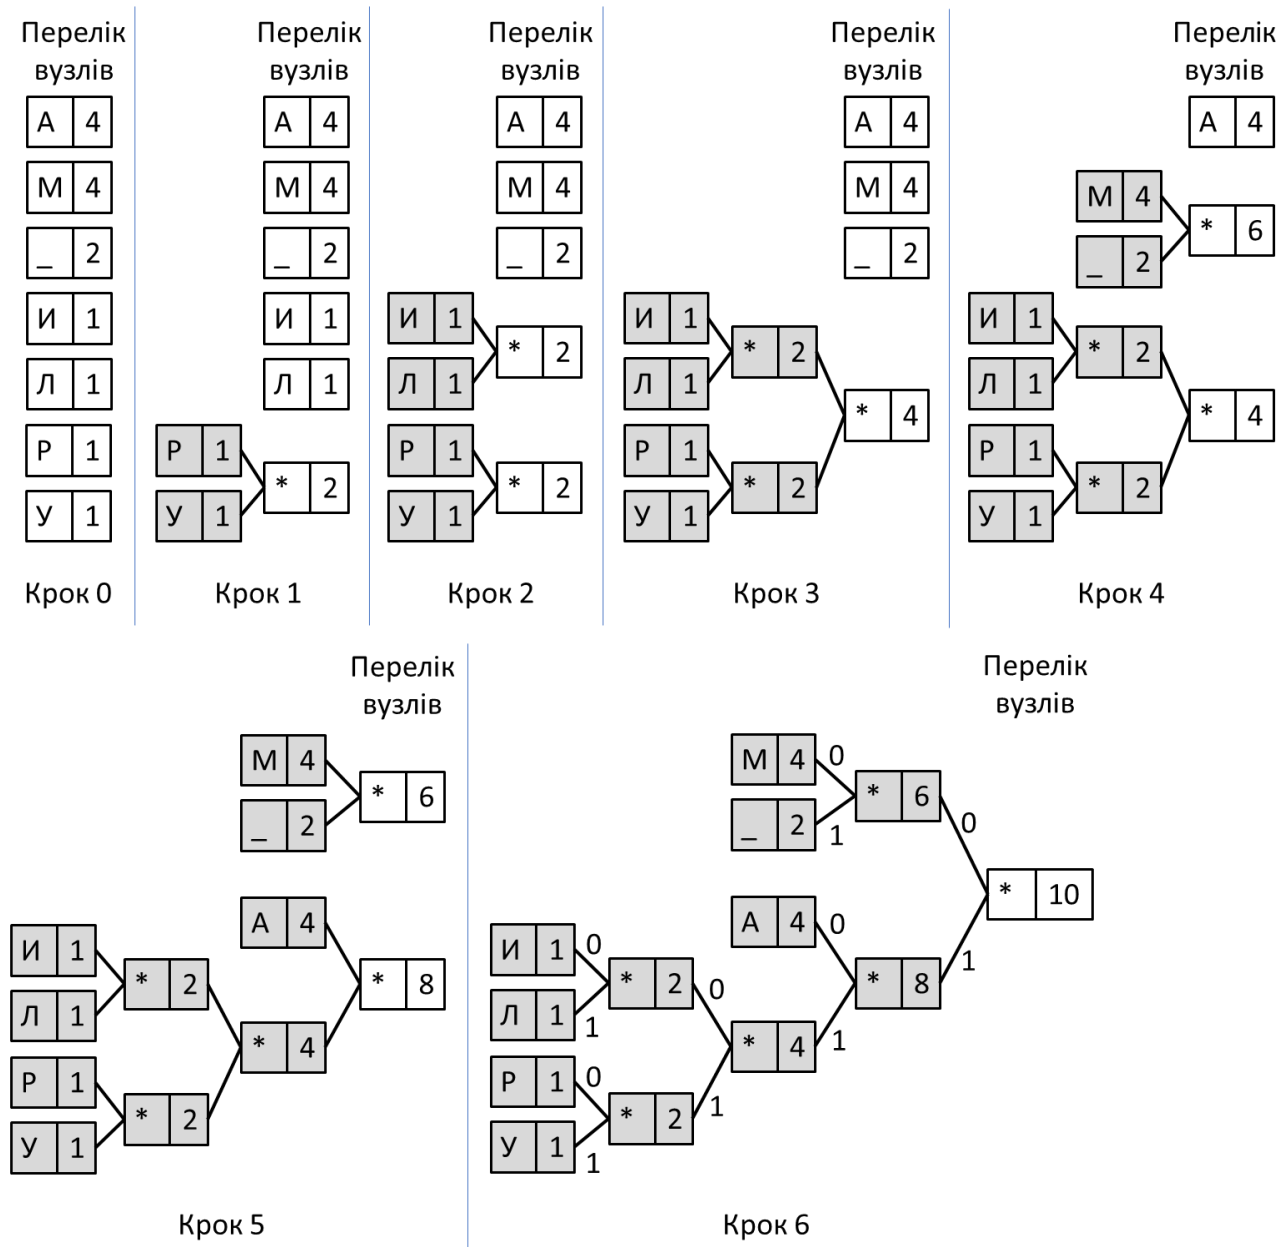 Перелік вузлів
А 4
М 4
_ 2
И 1
Л 1
Р 1
У 1
Крок 0
Перелік вузлів
А 4
М 4
_ 2
И 1
Л 1
Р 1
У 1
* 2
Крок 1
Перелік вузлів
А 4
М 4
_ 2
И 1
Л 1
* 2
Р 1
У 1
* 2
Крок 2
Перелік вузлів
А 4
М 4
_ 2
И 1
Л 1
* 2
Р 1
У 1
* 2
* 4
Крок 3
Перелік вузлів
А 4
М 4
_ 2
* 6
И 1
Л 1
* 2
Р 1
У 1
* 2
* 4
Крок 4
Перелік вузлів
М 4
_ 2
* 6
А 4
* 8
И 1
Л 1
* 2
Р 1
У 1
* 2
* 4
Крок 5
Перелік вузлів
М 4 0
_ 2 1
* 6 0
* 10
А 4 0
* 8 1
И 1 0
Л 1 1
* 2 0
* 4 1
Р 1 0
У 1 1
* 2 1
Крок 6